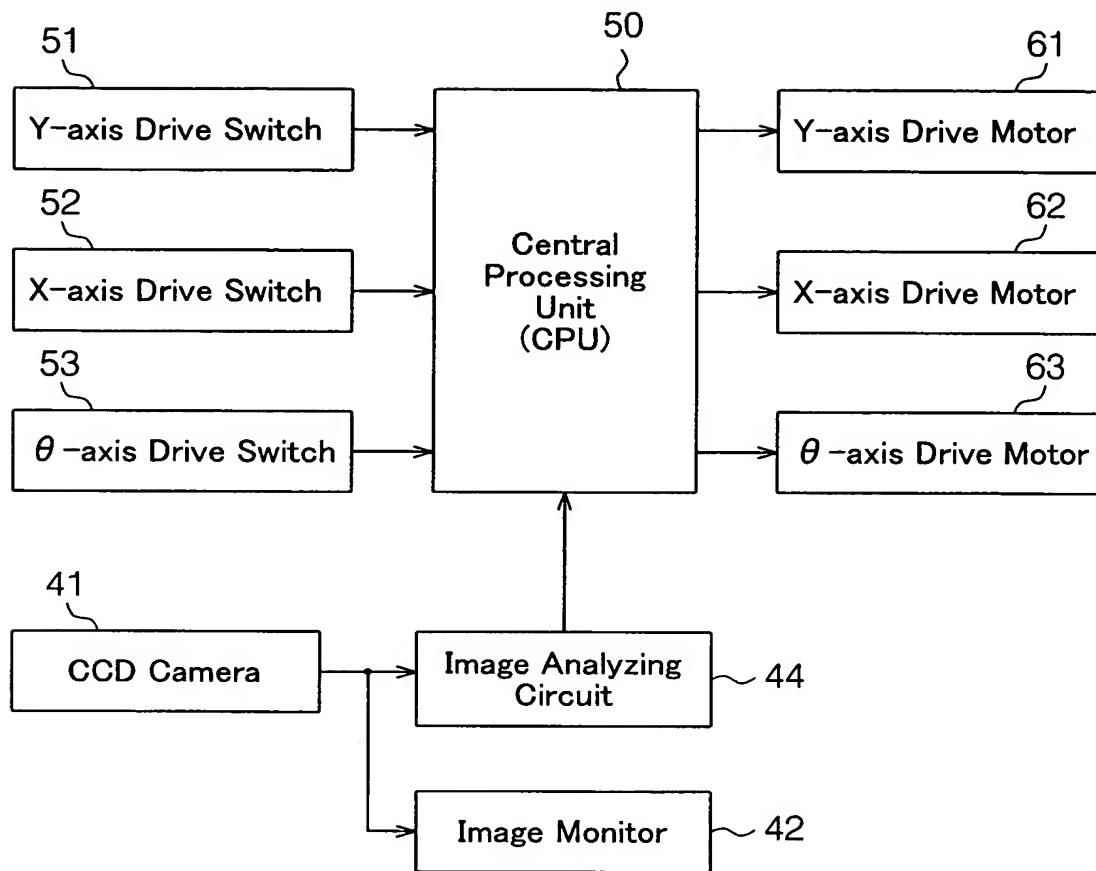 51
50
61
Y-axis Drive Switch
Y-axis Drive Motor
52
62
X-axis Drive Switch
Central
Processing
Unit
(CPU)
X-axis Drive Motor
53
63
θ-axis Drive Switch
θ-axis Drive Motor
41
CCD Camera
Image Analyzing
Circuit
44
Image Monitor
42